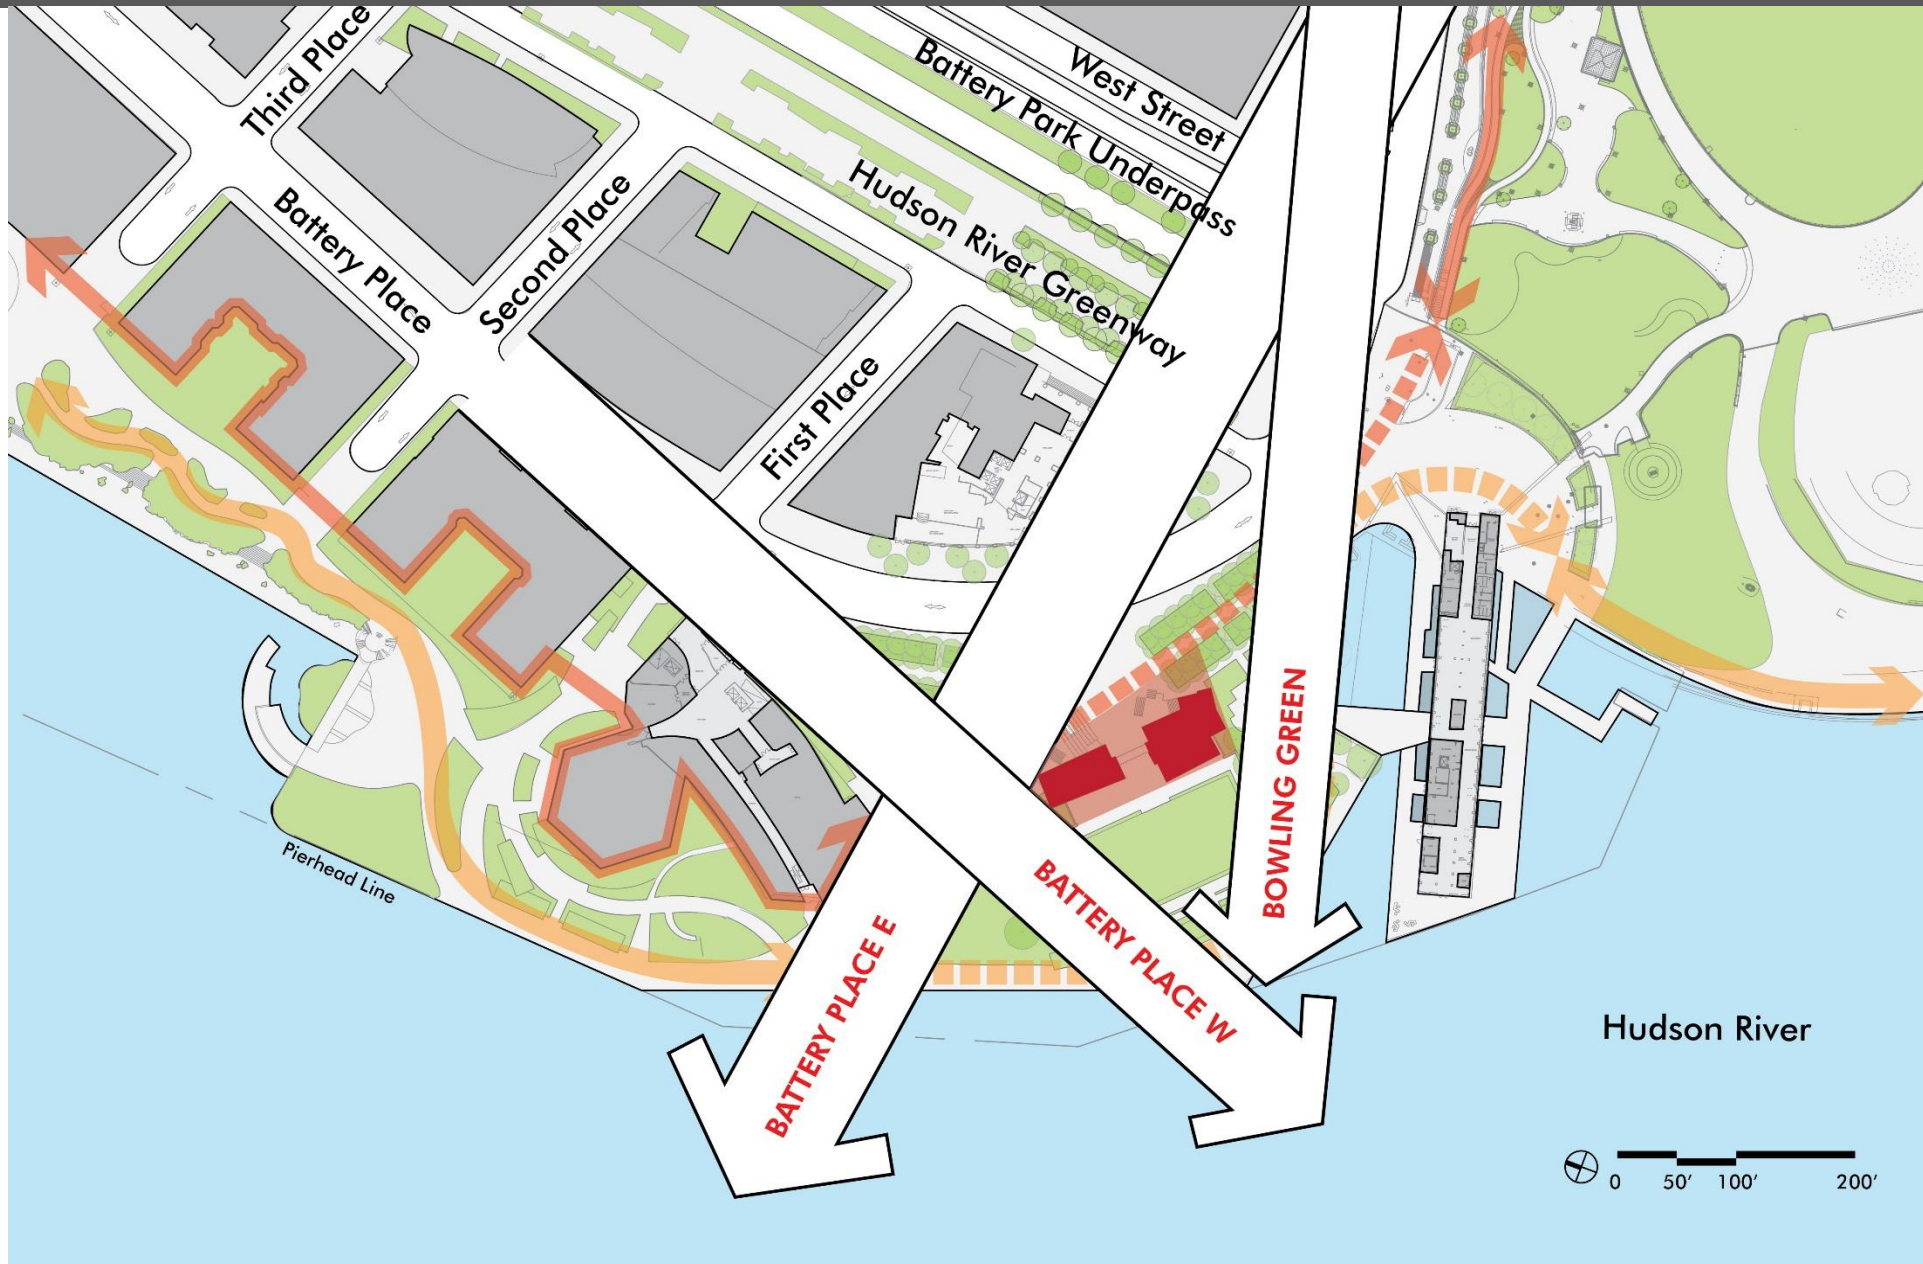 Third Place
West Street
Battery Park Underpass
Hudson River Greenway
Battery Place
Second Place
First Place
Pierhead Line
BOWLING GREEN
BATTERY PLACE E
BATTERY PLACE W
Hudson River
0 50' 100' 200'